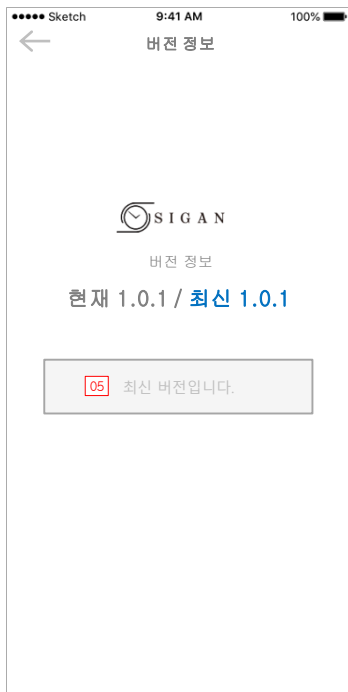 ●●●●● Sketch 9:41 AM 100%
버전 정보
SIGAN
버전 정보
현재 1.0.1 / 최신 1.0.1
05 최신 버전입니다.